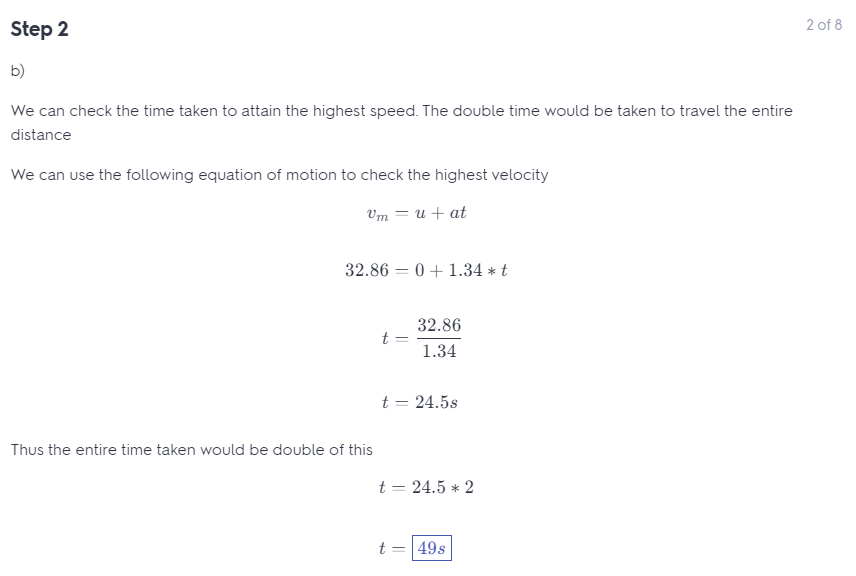 Step 2
2 of 8
b)
We can check the time taken to attain the highest speed. The double time would be taken to travel the entire
distance
We can use the following equation of motion to check the highest velocity
vₘ = u + at
32.86 = 0 + 1.34 * t
t = 32.86/1.34
t = 24.5s
Thus the entire time taken would be double of this
t = 24.5 * 2
t = 49s